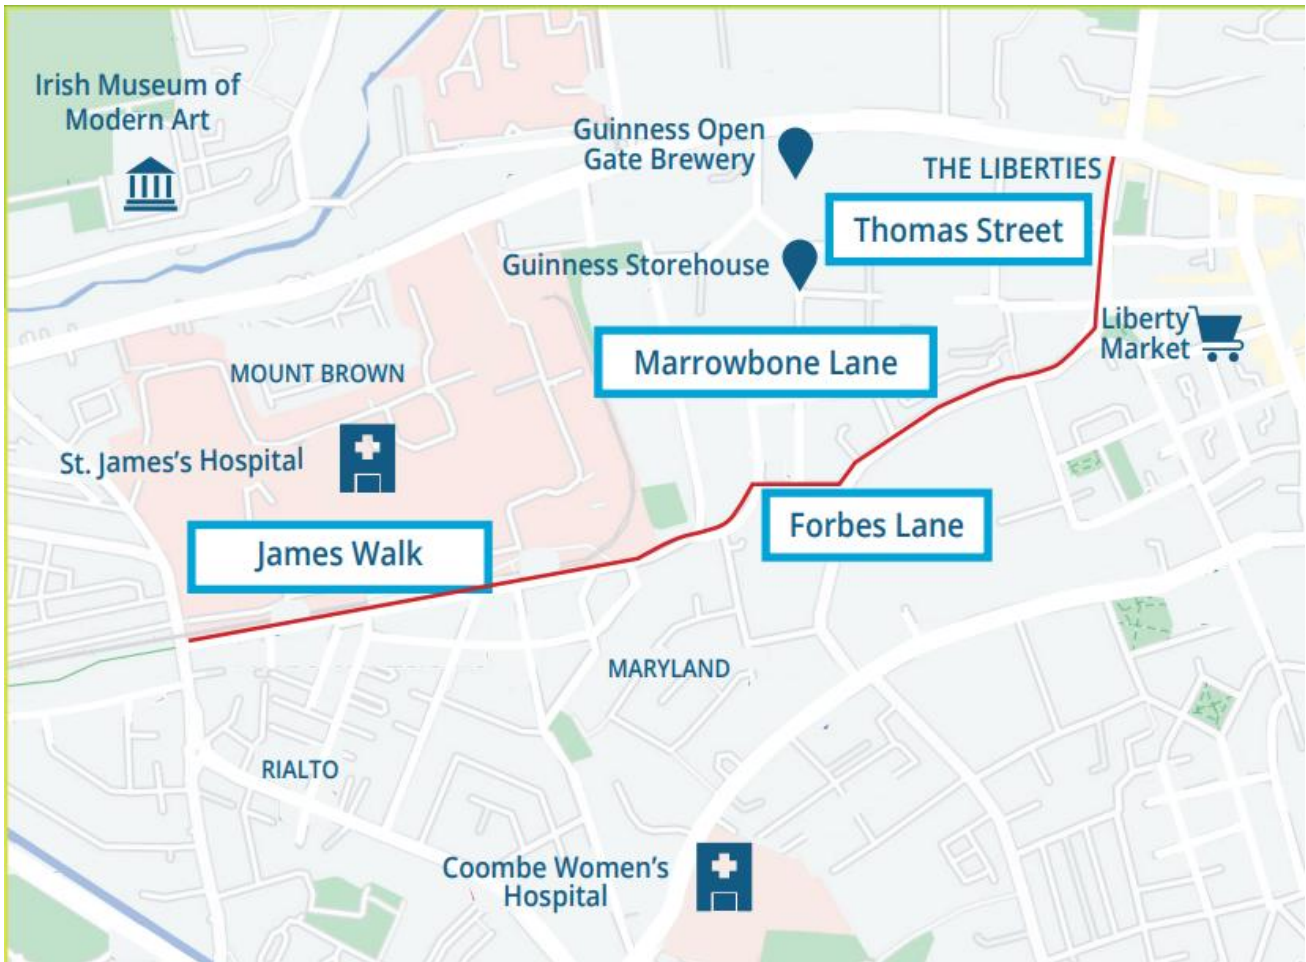 Irish Museum of
Modern Art
Guinness Open
Gate Brewery
THE LIBERTIES
Thomas Street
Guinness Storehouse
Liberty
Market
Marrowbone Lane
MOUNT BROWN
St. James's Hospital
Forbes Lane
James Walk
MARYLAND
RIALTO
Coombe Women's
Hospital